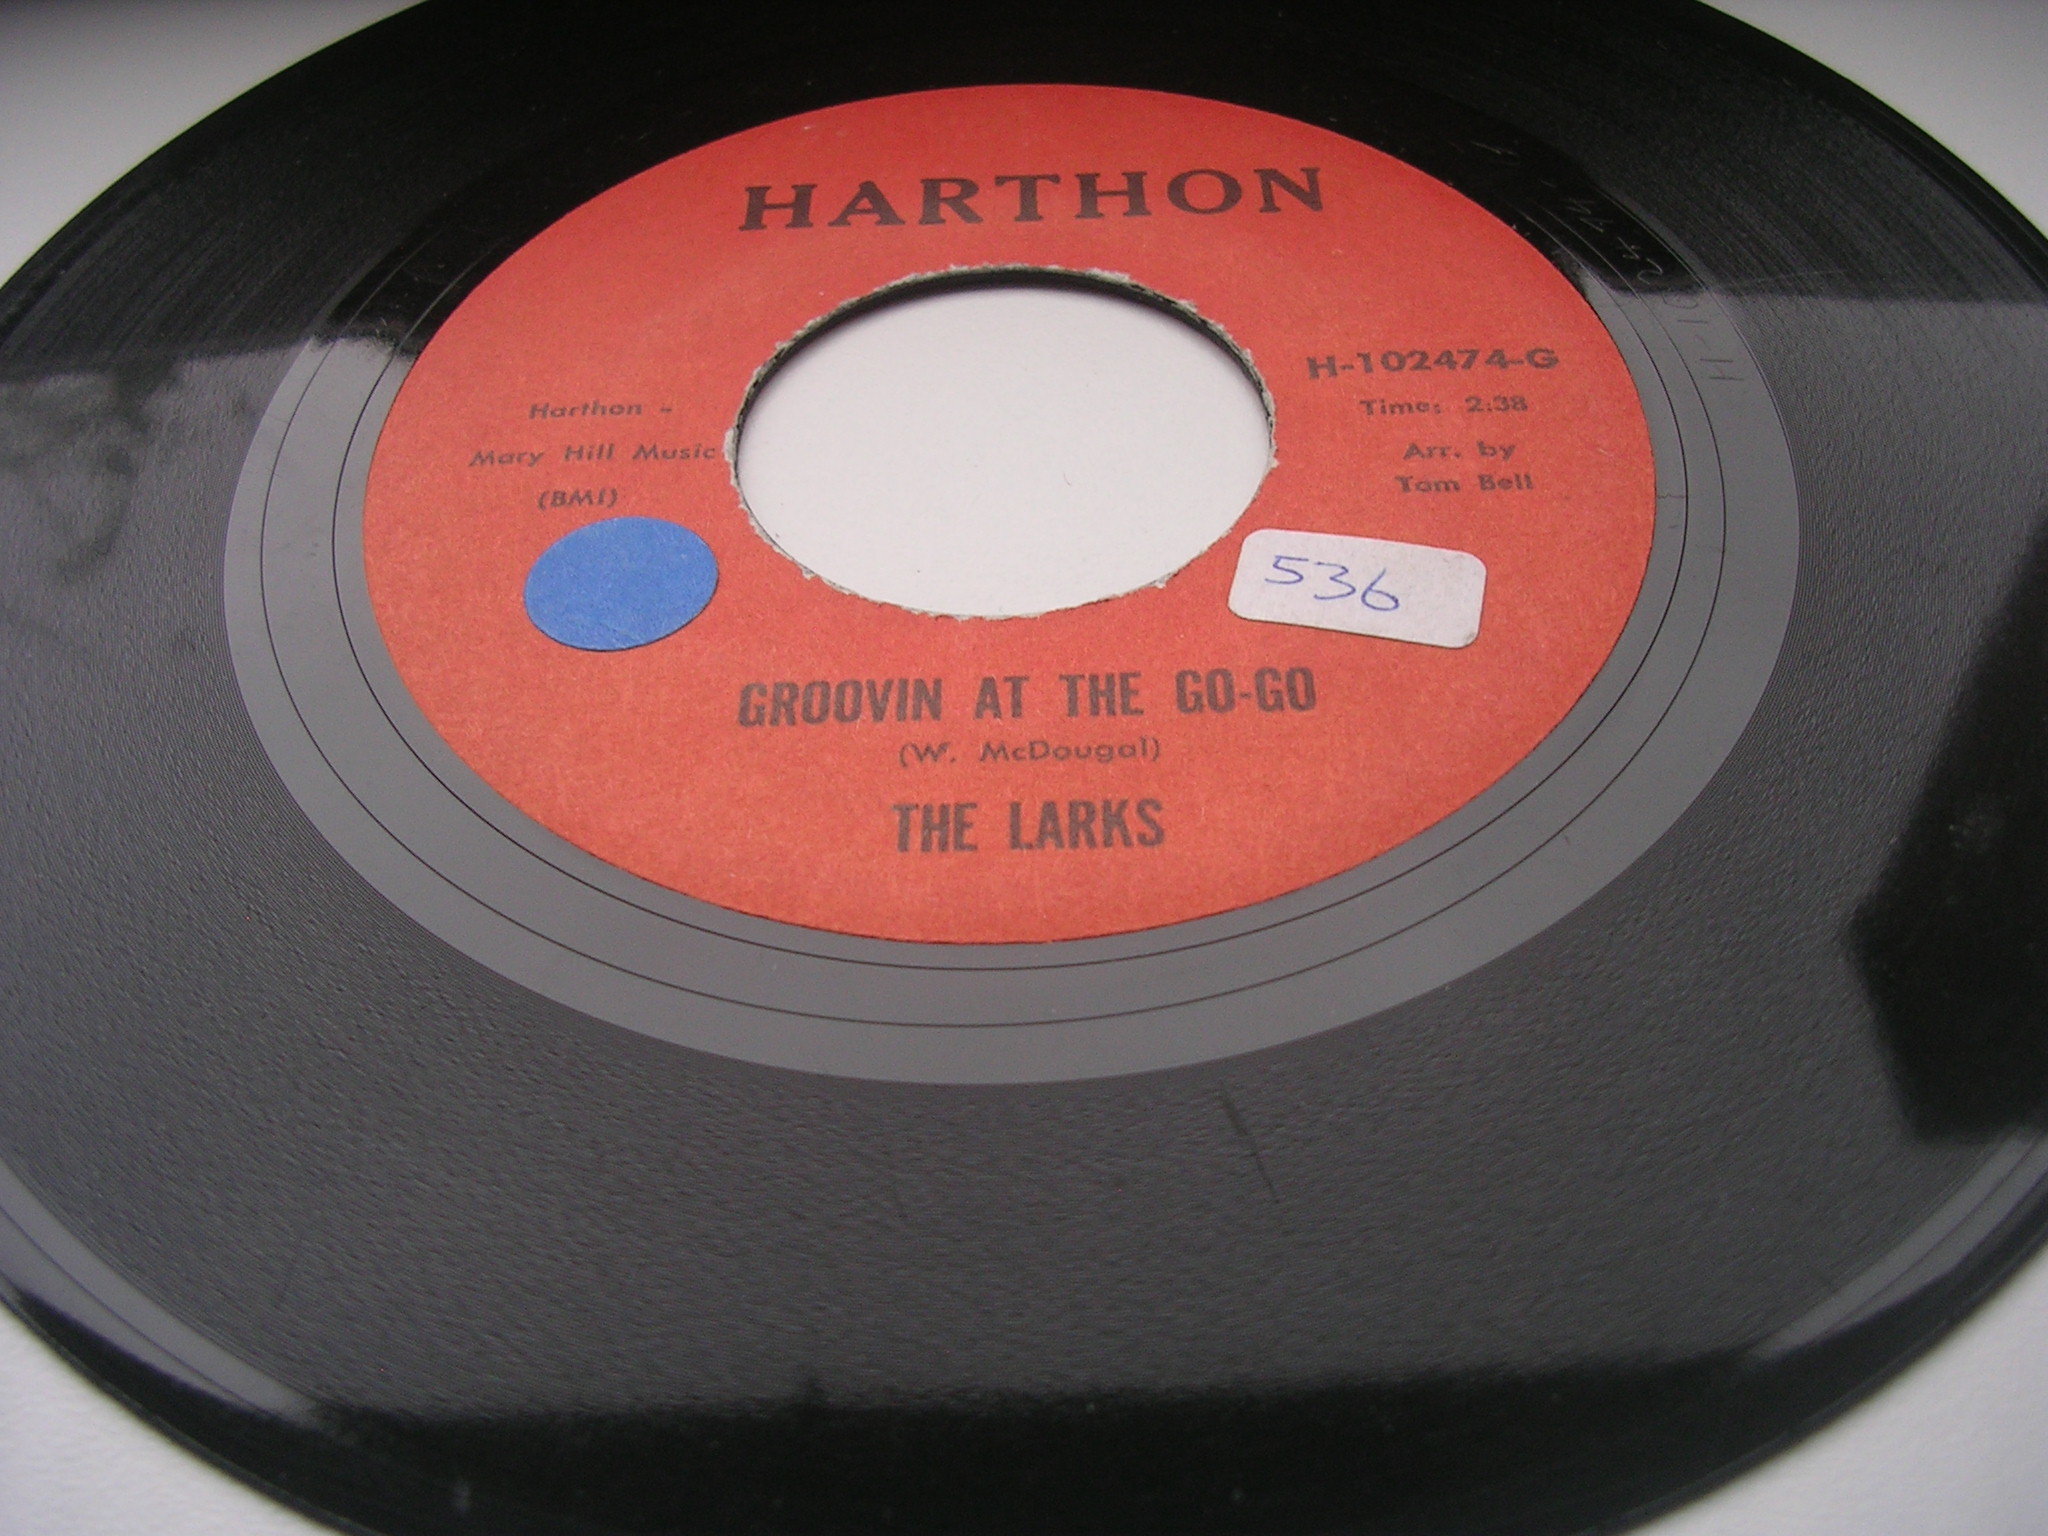 HARTHON
Harthon -
Mary Hill Music
(BMI)
H-102474-G
Time: 2:38
Arr. by
Tom Bell
536
GROOVIN AT THE GO-GO
(W. McDougal)
THE LARKS